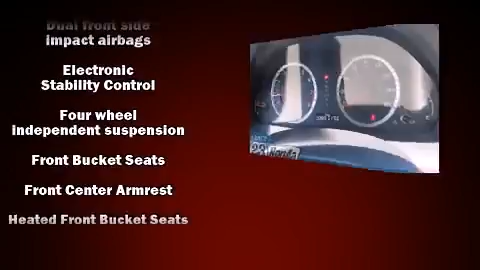 Dual front side
impact airbags
Electronic
Stability Control
Four wheel
independent suspension
Front Bucket Seats
Front Center Armrest
Heated Front Bucket Seats